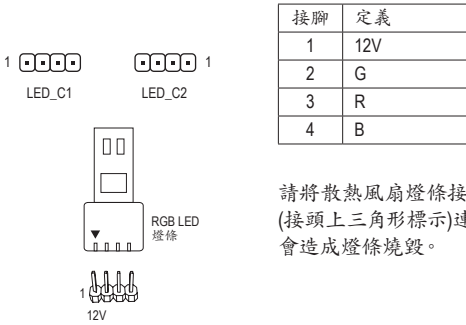 1
1
LED_C1
LED_C2
RGB LED
燈條
1
12V
接腳 定義
1 12V
2 G
3 R
4 B
請將散熱風扇燈條接
(接頭上三角形標示)連
會造成燈條燒毀。